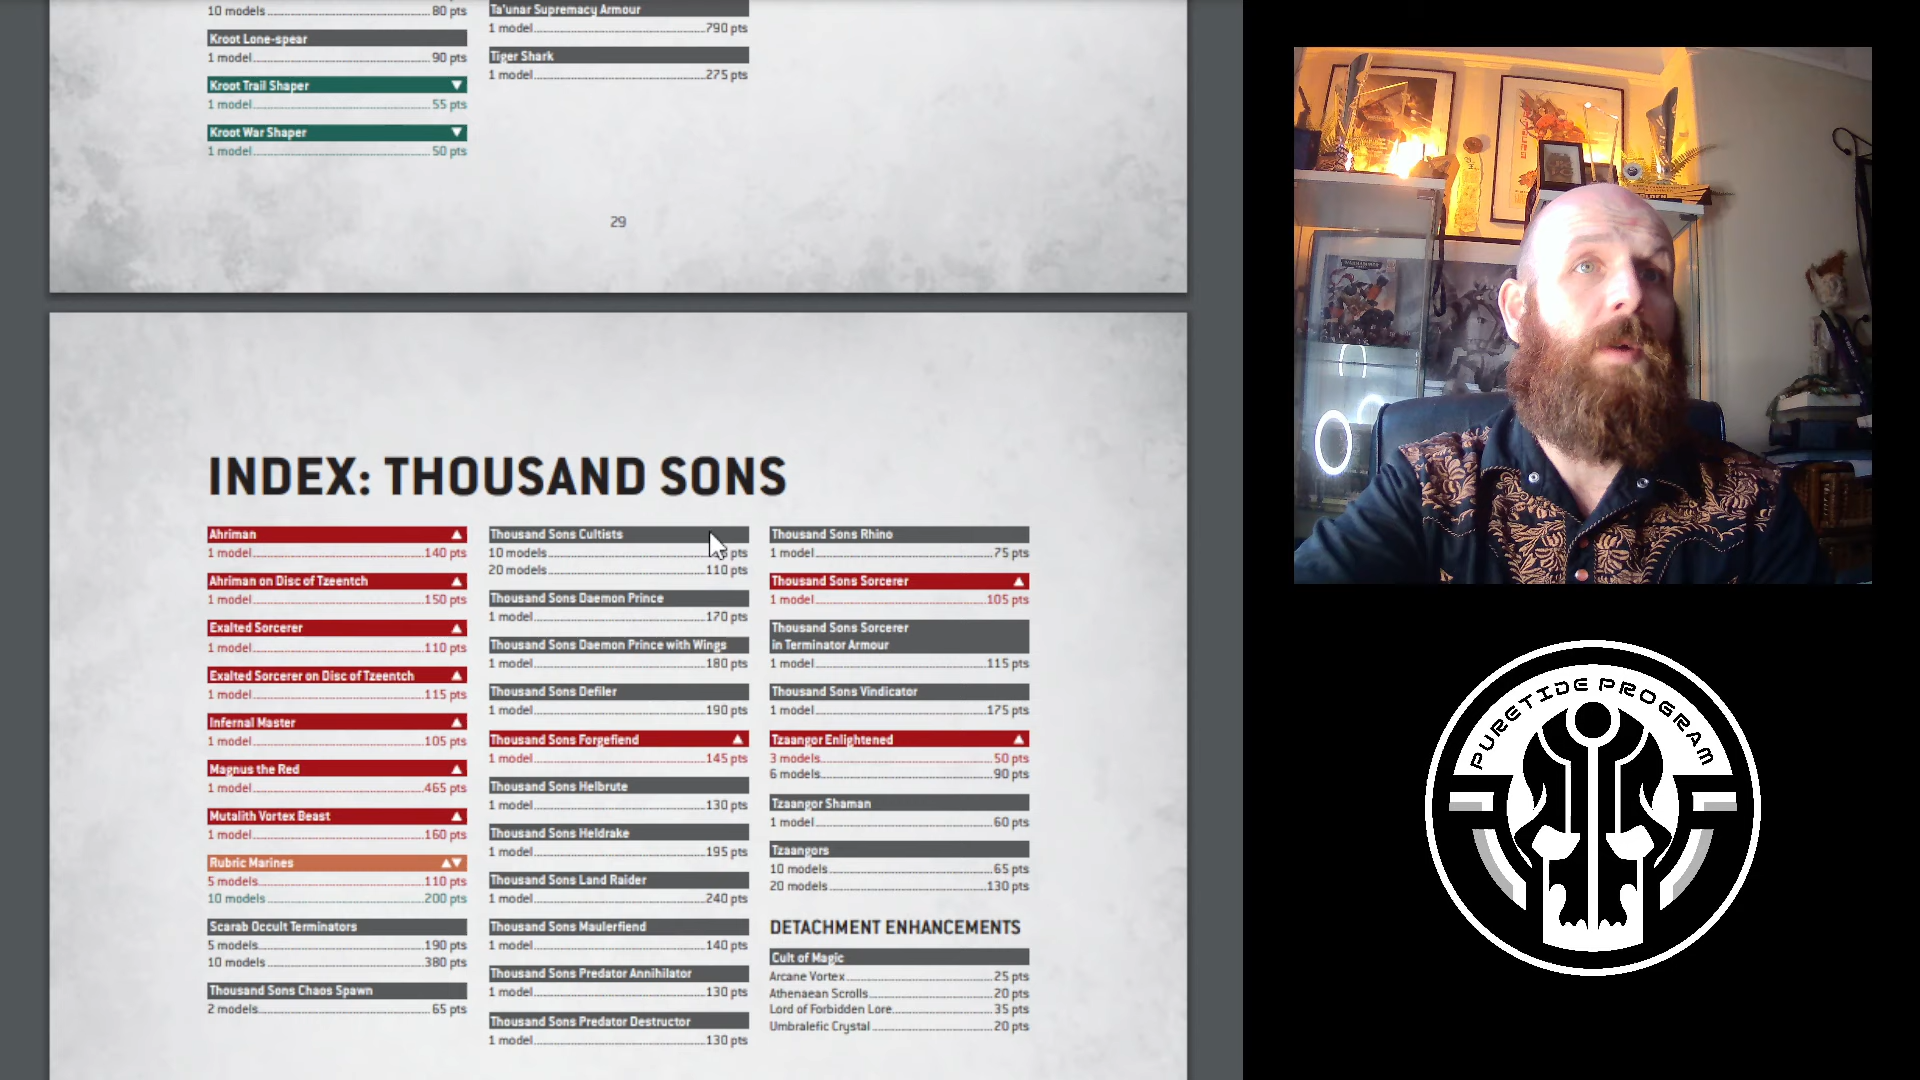 10 models 80 pts
Kroot Lone-spear
1 model 90 pts
Kroot Trail Shaper
1 model 55 pts
Kroot War Shaper
1 model 50 pts
Ta'unar Supremacy Armour
1 model 790 pts
Tiger Shark
1 model 275 pts
29
INDEX: THOUSAND SONS
Ahriman
1 model 140 pts
Ahriman on Disc of Tzeentch
1 model 150 pts
Exalted Sorcerer
1 model 110 pts
Exalted Sorcerer on Disc of Tzeentch
1 model 115 pts
Infernal Master
1 model 105 pts
Magnus the Red
1 model 465 pts
Mutalith Vortex Beast
1 model 160 pts
Rubric Marines
5 models 110 pts
10 models 200 pts
Scarab Occult Terminators
5 models 190 pts
10 models 380 pts
Thousand Sons Chaos Spawn
2 models 65 pts
Thousand Sons Cultists
10 models pts
20 models 110 pts
Thousand Sons Daemon Prince
1 model 170 pts
Thousand Sons Daemon Prince with Wings
1 model 180 pts
Thousand Sons Defiler
1 model 190 pts
Thousand Sons Forgefiend
1 model 145 pts
Thousand Sons Helbrute
1 model 130 pts
Thousand Sons Heldrake
1 model 195 pts
Thousand Sons Land Raider
1 model 240 pts
Thousand Sons Maulerfiend
1 model 140 pts
Thousand Sons Predator Annihilator
1 model 130 pts
Thousand Sons Predator Destructor
1 model 130 pts
Thousand Sons Rhino
1 model 75 pts
Thousand Sons Sorcerer
1 model 105 pts
Thousand Sons Sorcerer
in Terminator Armour
1 model 115 pts
Thousand Sons Vindicator
1 model 175 pts
Tzaangor Enlightened
3 models 50 pts
6 models 90 pts
Tzaangor Shaman
1 model 60 pts
Tzaangors
10 models 65 pts
20 models 130 pts
DETACHMENT ENHANCEMENTS
Cult of Magic
Arcane Vortex 25 pts
Athenaean Scrolls 20 pts
Lord of Forbidden Lore 35 pts
Umbralefic Crystal 20 pts
PURETIDE PROGRAM